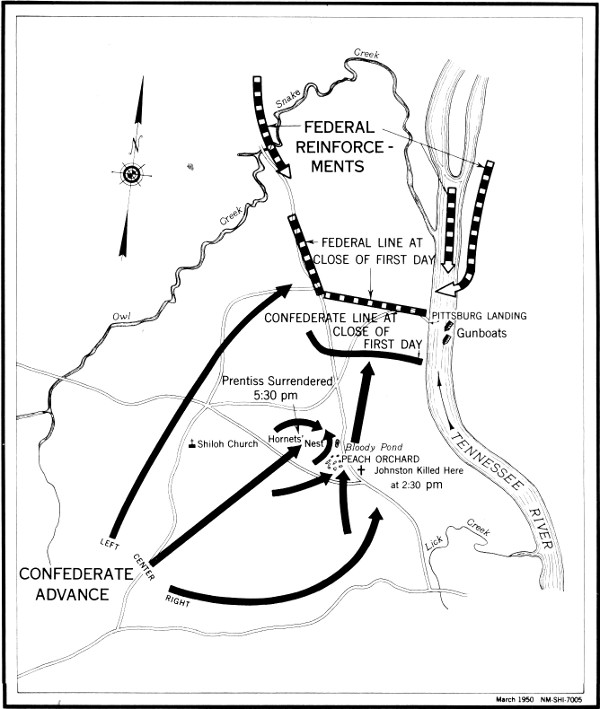 Creek
Snake
N
FEDERAL
REINFORCE -
MENTS
Creek
FEDERAL LINE AT
CLOSE OF FIRST DAY
Owl
PITTSBURG LANDING
CONFEDERATE LINE AT
CLOSE OF
FIRST DAY
Gunboats
Prentiss Surrendered
5:30 pm
Shiloh Church
Hornets' Nest
Bloody Pond
PEACH ORCHARD
Johnston Killed Here
at 2:30 pm
TENNESSEE RIVER
Lick Creek
LEFT
CENTER
RIGHT
CONFEDERATE
ADVANCE
March 1950 NM-SHI-7005